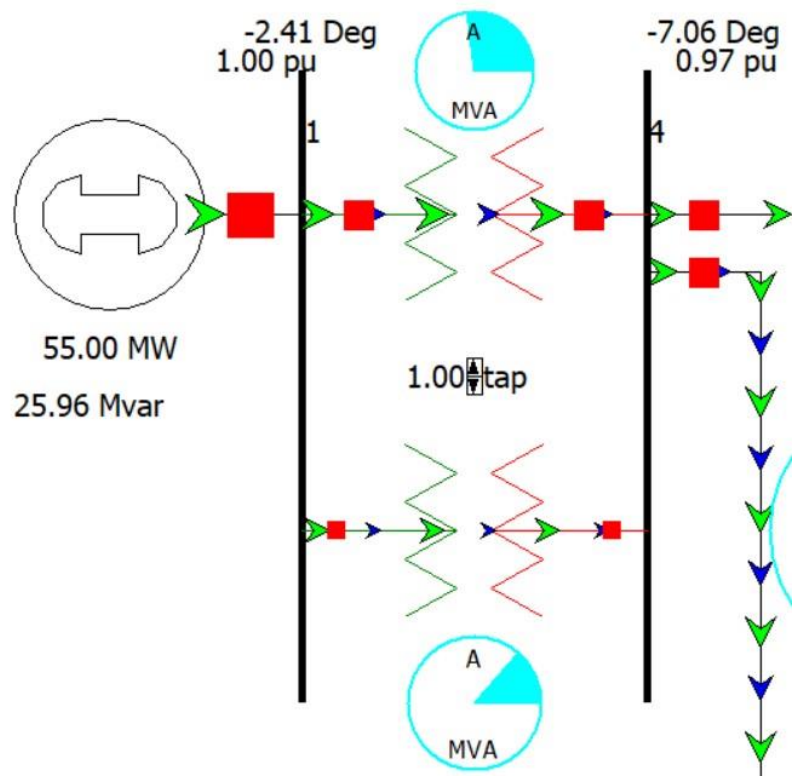 -2.41 Deg
1.00 pu
A
MVA
-7.06 Deg
0.97 pu
1
4
55.00 MW
25.96 Mvar
1.00 tap
A
MVA